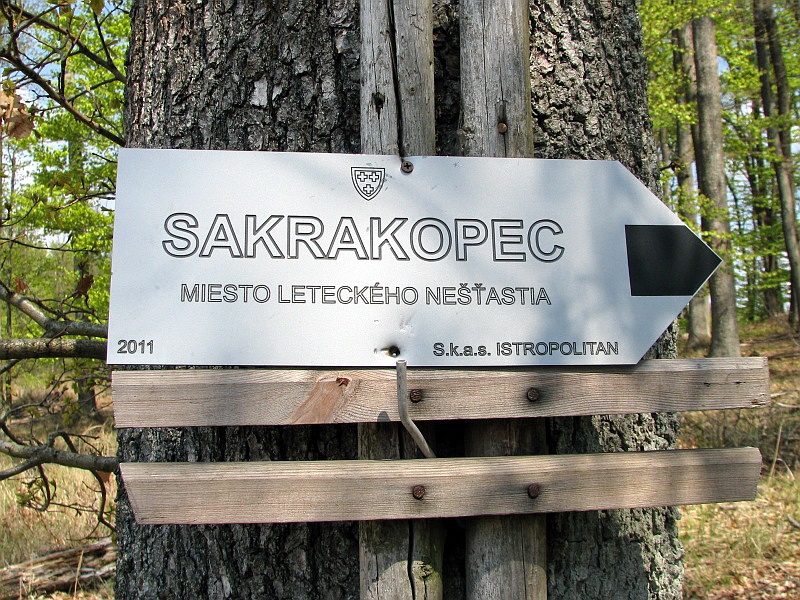 SAKRAKOPEC
MIESTO LETECKÉHO NEŠŤASTIA
2011 S.k.a.s. ISTROPOLITAN